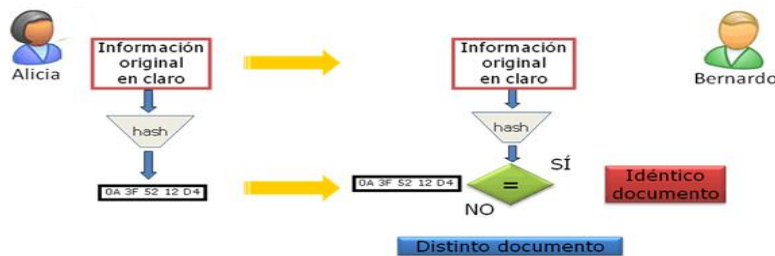 Información
original
en claro
Alicia
hash
0A 3F 52 12 D4
Información
original
en claro
Bernardo
hash
0A 3F 52 12 D4
=
SÍ
NO
Idéntico
documento
Distinto documento